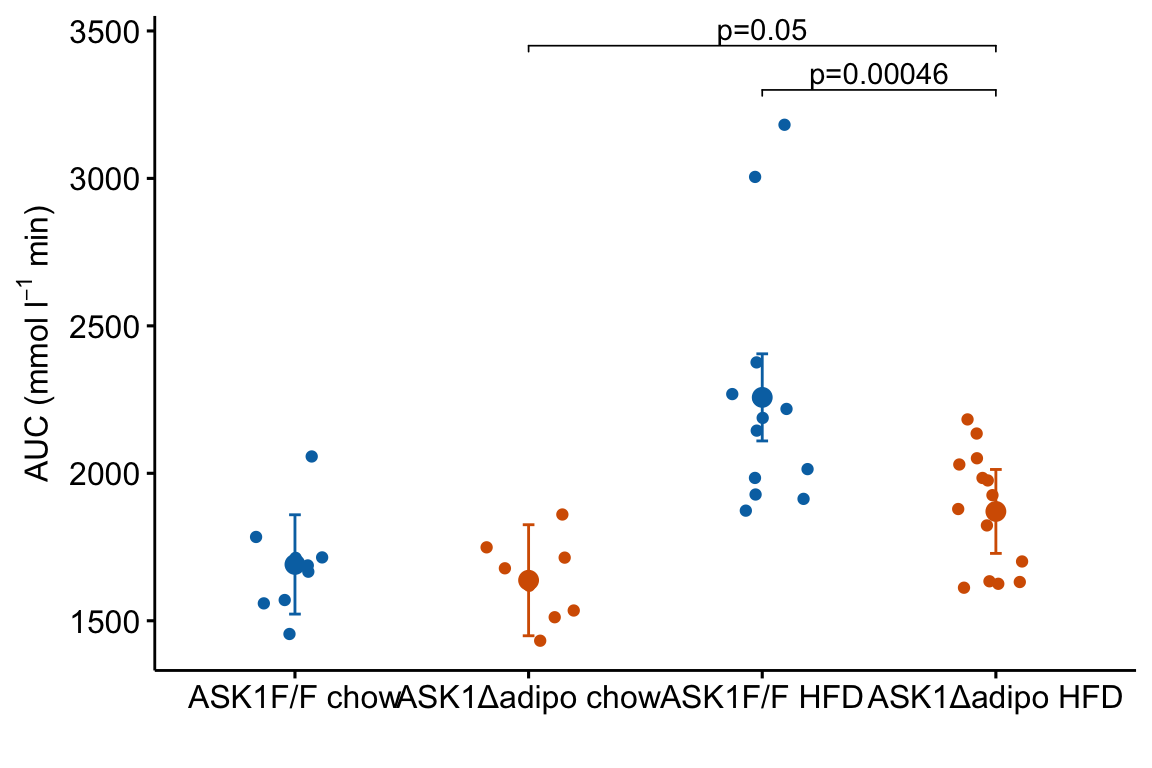 p=0.05
p=0.00046
3500
3000
2500
2000
1500
AUC (mmol l⁻¹ min)
ASK1F/F chow
ASK1Δadipo chow
ASK1F/F HFD
ASK1Δadipo HFD